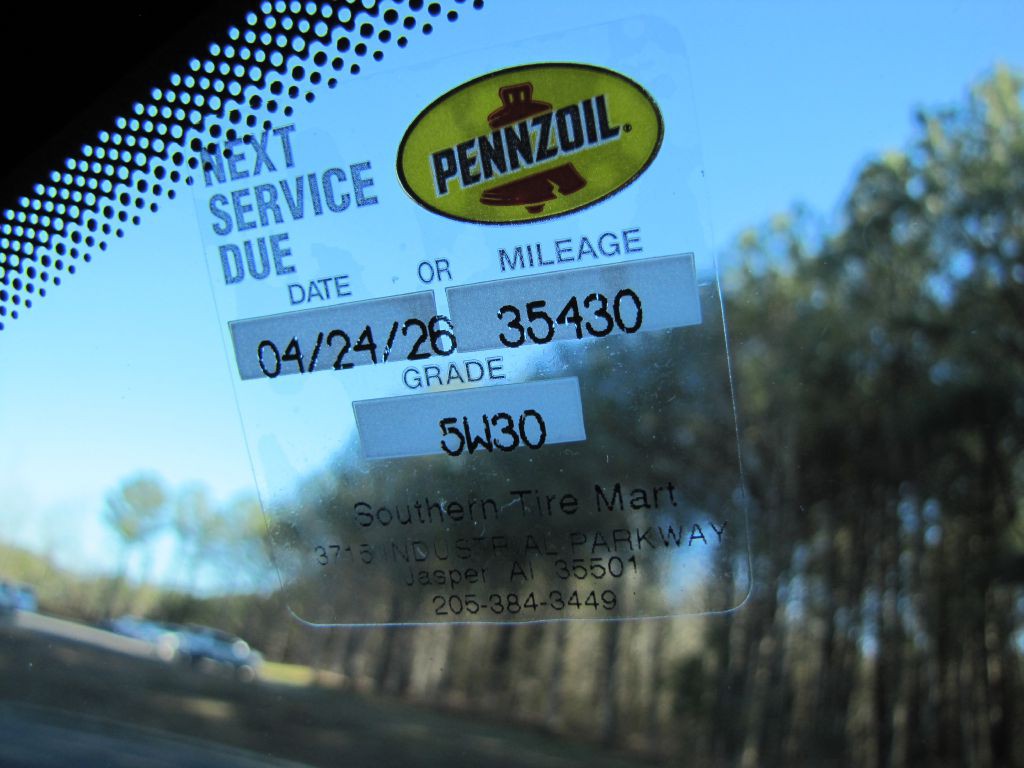 PENNZOIL
NEXT
SERVICE
DUE
DATE OR MILEAGE
04/24/26 35430
GRADE
5W30
Southern Tire Mart
3715 INDUSTRIAL PARKWAY
Jasper Al 35501
205-384-3449